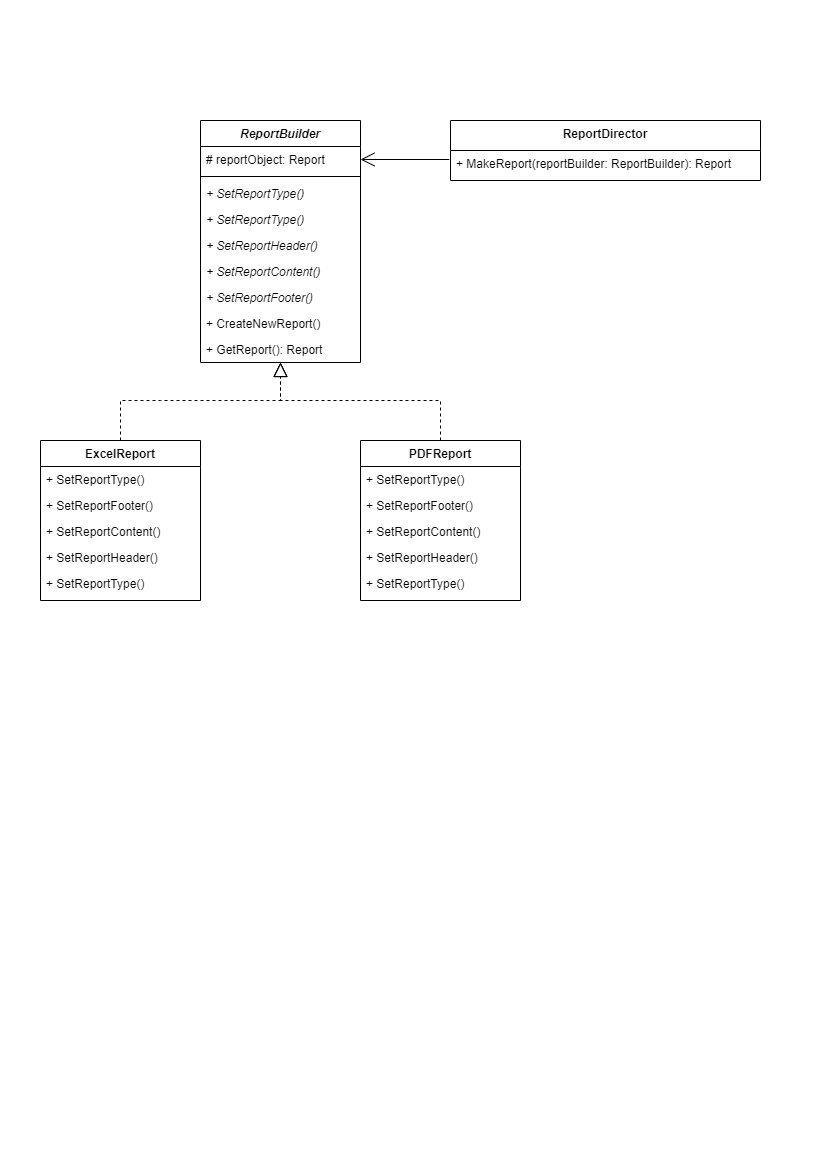 ReportBuilder
# reportObject: Report
+ SetReportType()
+ SetReportType()
+ SetReportHeader()
+ SetReportContent()
+ SetReportFooter()
+ CreateNewReport()
+ GetReport(): Report
ReportDirector
+ MakeReport(reportBuilder: ReportBuilder): Report
ExcelReport
+ SetReportType()
+ SetReportFooter()
+ SetReportContent()
+ SetReportHeader()
+ SetReportType()
PDFReport
+ SetReportType()
+ SetReportFooter()
+ SetReportContent()
+ SetReportHeader()
+ SetReportType()